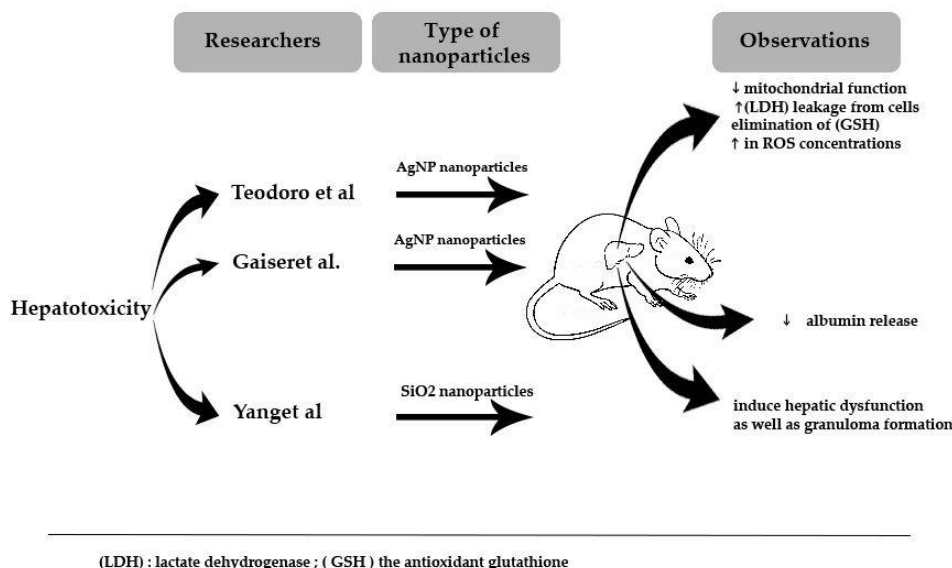 Researchers
Type of
nanoparticles
Observations
↓ mitochondrial function
↑(LDH) leakage from cells
elimination of (GSH)
↑ in ROS concentrations
AgNP nanoparticles
Teodoro et al
AgNP nanoparticles
Gaiseret al.
Hepatotoxicity
↓ albumin release
SiO2 nanoparticles
Yanget al
induce hepatic dysfunction
as well as granuloma formation
(LDH) : lactate dehydrogenase ; ( GSH ) the antioxidant glutathione